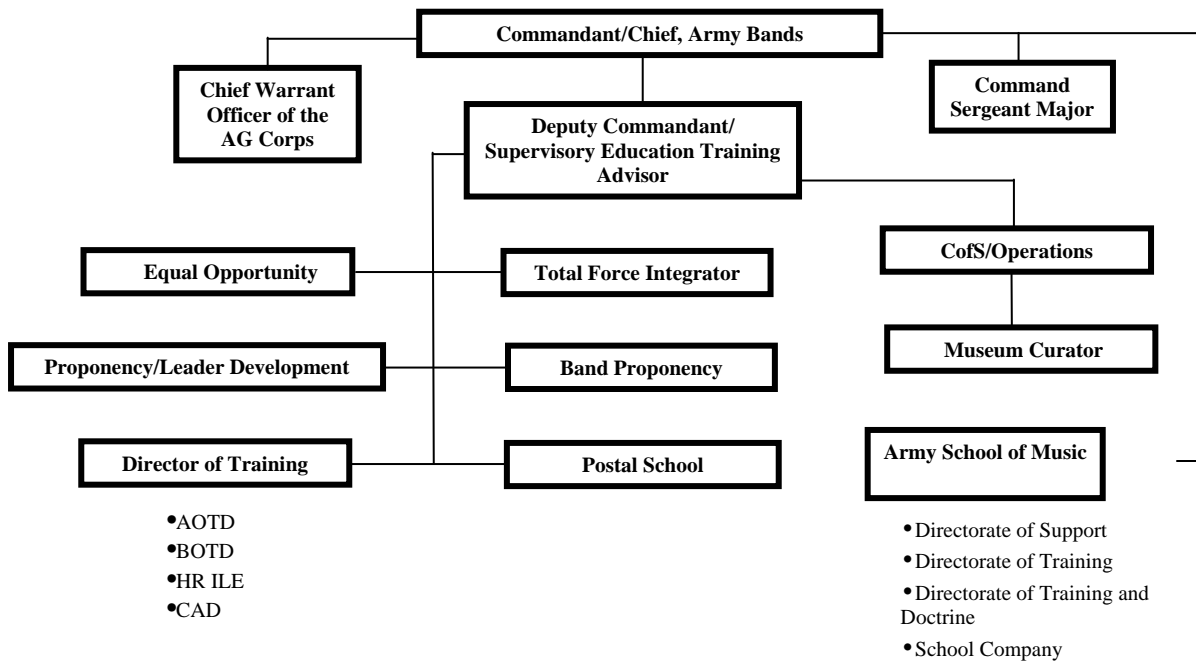 Commandant/Chief, Army Bands
Chief Warrant
Officer of the
AG Corps
Command
Sergeant Major
Deputy Commandant/
Supervisory Education Training
Advisor
CofS/Operations
Equal Opportunity
Total Force Integrator
Museum Curator
Proponency/Leader Development
Band Proponency
Director of Training
Postal School
Army School of Music
•AOTD
•BOTD
•HR ILE
•CAD
•Directorate of Support
•Directorate of Training
•Directorate of Training and
Doctrine
•School Company